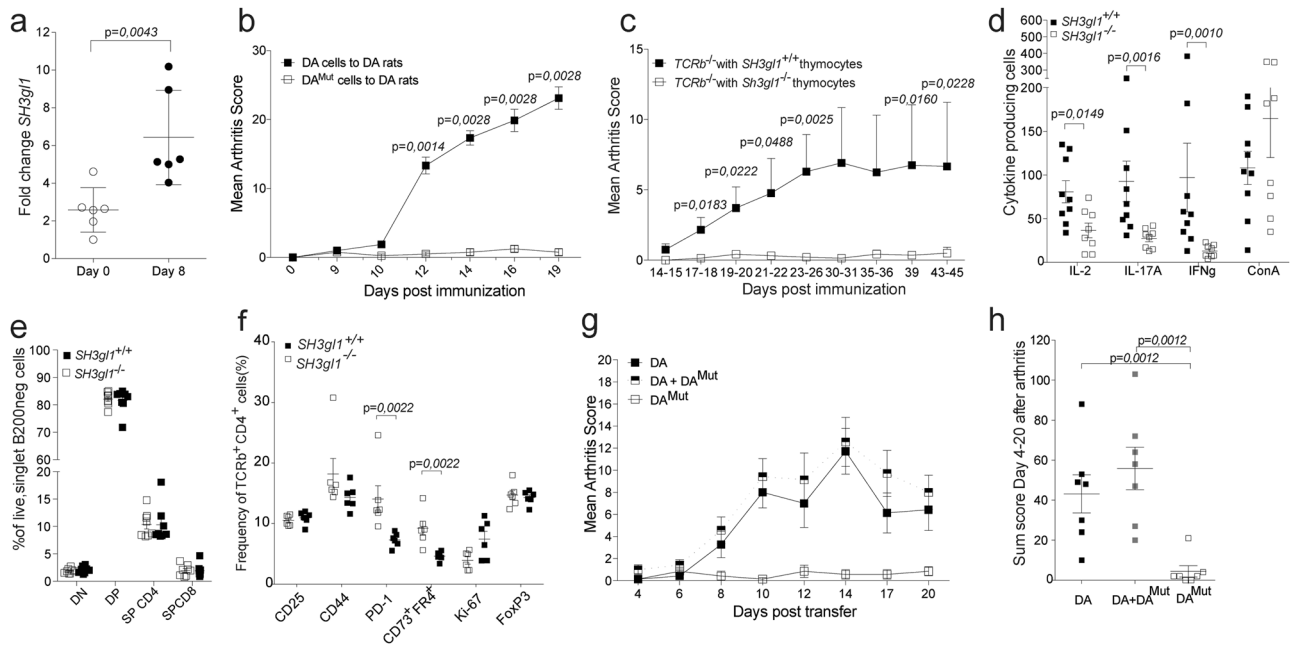 a
p=0,0043
Fold change SH3gl1
12
10
8
6
4
2
0
Day 0
Day 8
b
DA cells to DA rats
DA^Mut cells to DA rats
Mean Arthritis Score
30
20
10
0
p=0,0014
p=0,0028
p=0,0028
p=0,0028
0
9
10
12
14
16
19
Days post immunization
c
TCRb-/- with SH3gl1+/+ thymocytes
TCRb-/- with Sh3gl1-/- thymocytes
Mean Arthritis Score
15
10
5
0
p=0,0183
p=0,0222
p=0,0488
p=0,0025
p=0,0160
p=0,0228
14-15
17-18
19-20
21-22
23-26
30-31
35-36
39
43-45
Days post immunization
d
SH3gl1+/+
SH3gl1-/-
Cytokine producing cells
600
500
400
300
200
150
100
50
0
p=0,0149
p=0,0016
p=0,0010
IL-2
IL-17A
IFNg
ConA
e
SH3gl1+/+
SH3gl1-/-
%of live,singlet B200neg cells
100
90
80
70
60
20
15
10
5
0
DN
DP
SP CD4
SPCD8
f
SH3gl1+/+
SH3gl1-/-
Frequency of TCRb+CD4+ cells(%)
40
30
20
10
0
p=0,0022
p=0,0022
CD25
CD44
PD-1
CD73+FR4+
Ki-67
FoxP3
g
DA
DA + DA^Mut
DA^Mut
Mean Arthritis Score
20
18
16
14
12
10
8
6
4
2
0
4
6
8
10
12
14
17
20
Days post transfer
h
p=0,0012
p=0,0012
Sum score Day 4-20 after arthritis
120
100
80
60
40
20
0
DA
DA+DA^Mut
DA^Mut